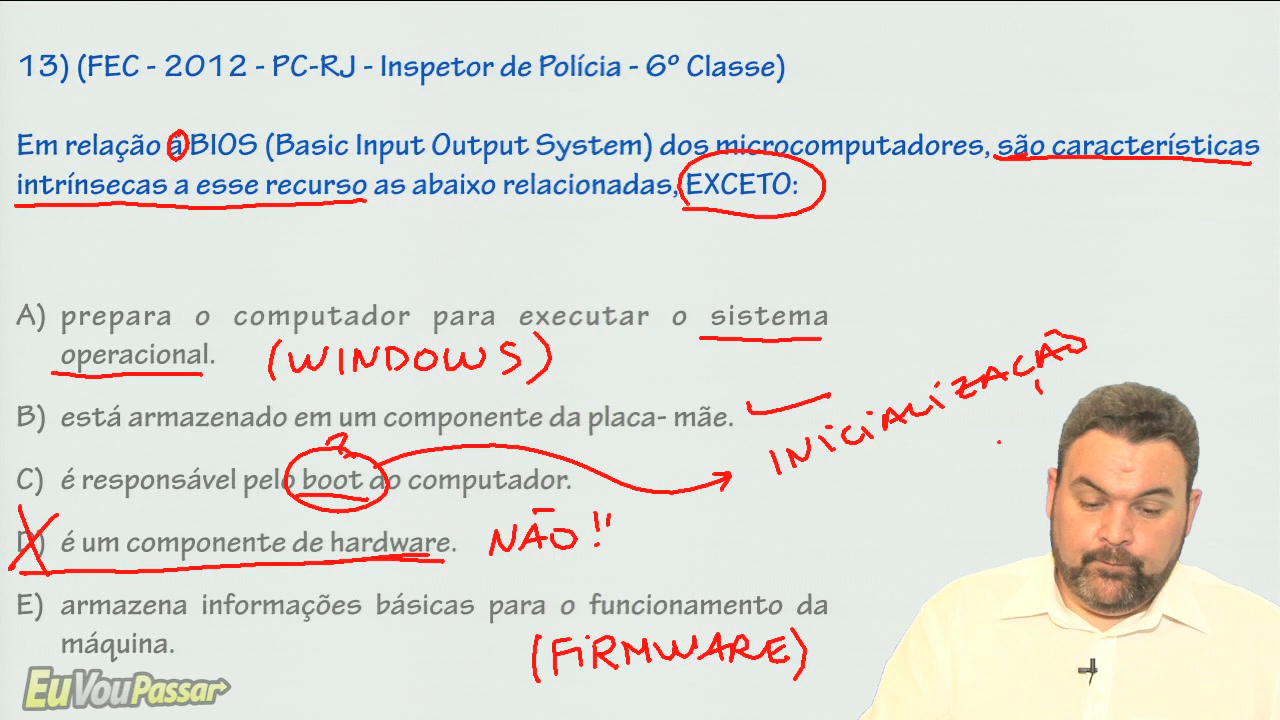 13) (FEC - 2012 - PC-RJ - Inspetor de Polícia - 6º Classe)
Em relação à BIOS (Basic Input Output System) dos microcomputadores, são características
intrínsecas a esse recurso as abaixo relacionadas, EXCETO:
A) prepara o computador para executar o sistema
operacional. (WINDOWS)
B) está armazenado em um componente da placa- mãe.
INICIALIZAÇÃO
C) é responsável pelo boot do computador.
D) é um componente de hardware. NÃO!!
E) armazena informações básicas para o funcionamento da
máquina. (FIRMWARE)
EuVouPassar